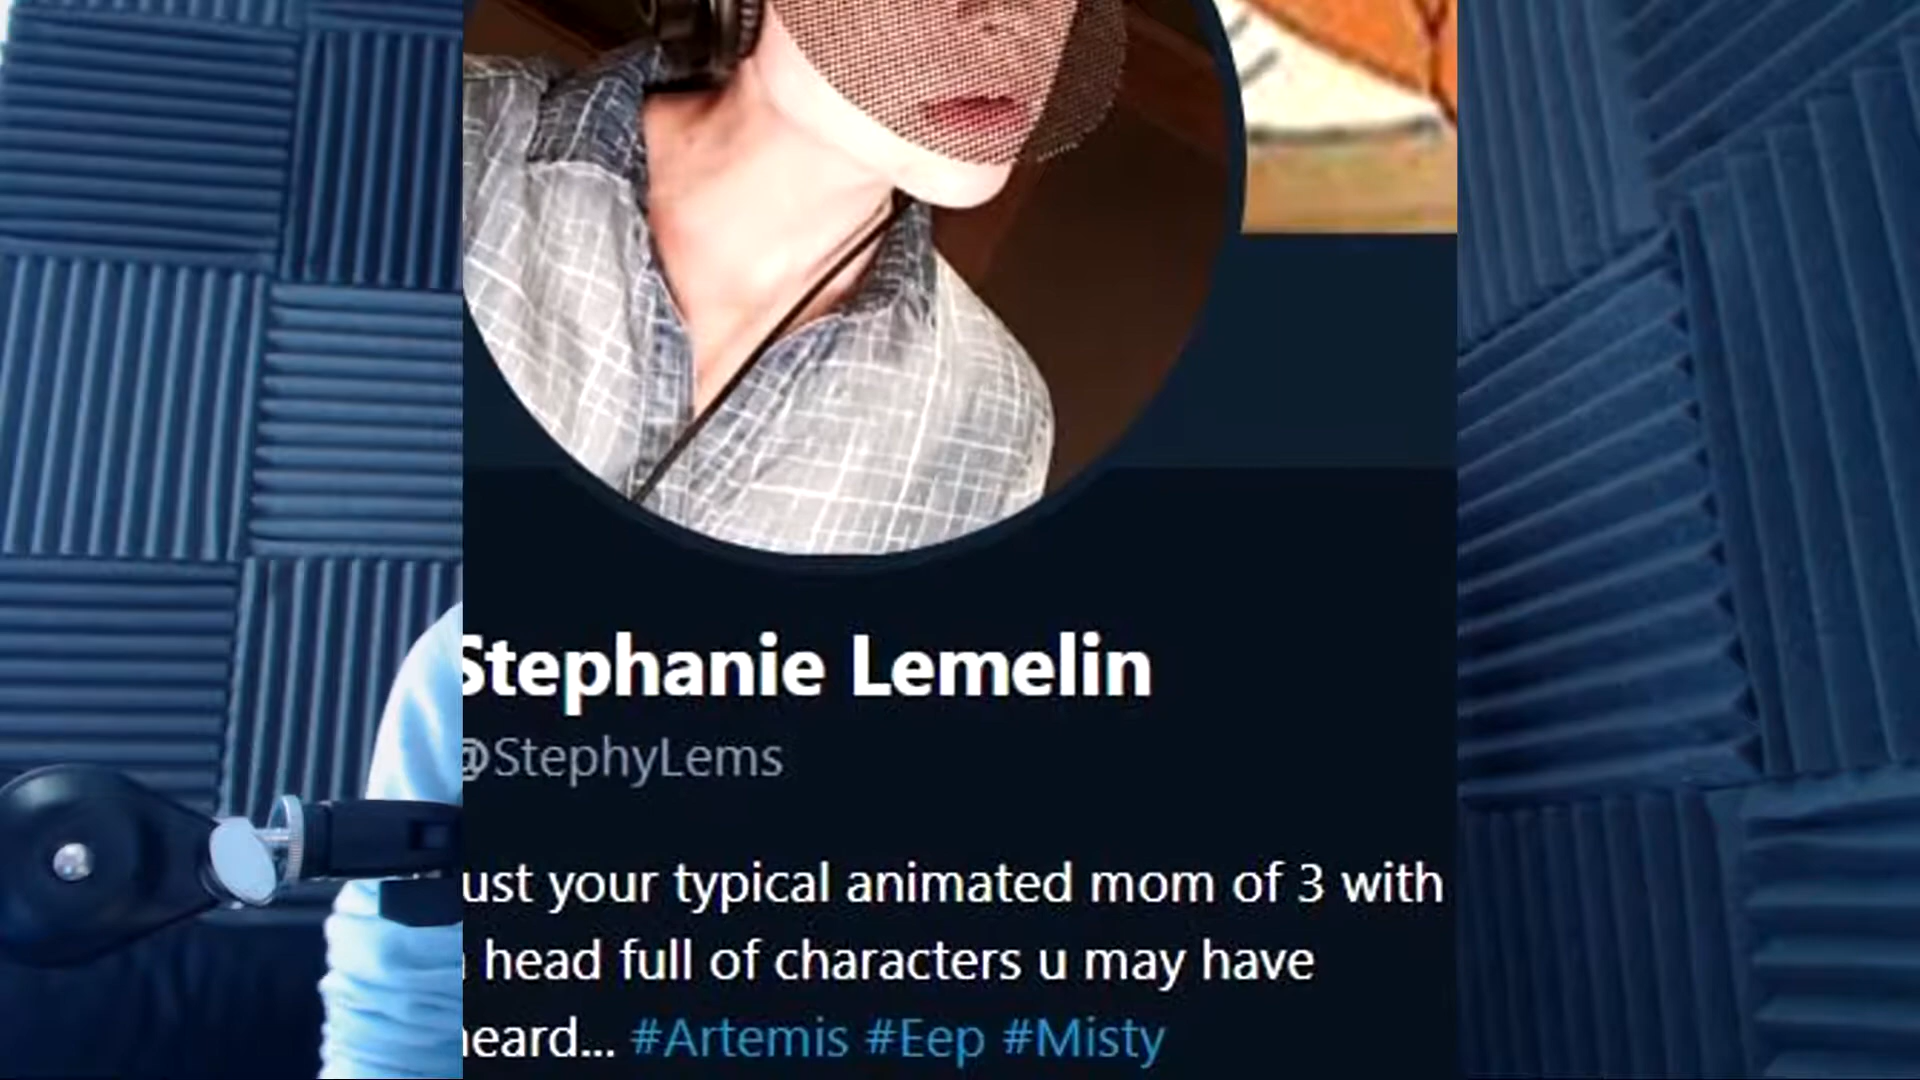 Stephanie Lemelin
@StephyLems
ust your typical animated mom of 3 with
head full of characters u may have
heard... #Artemis #Eep #Misty